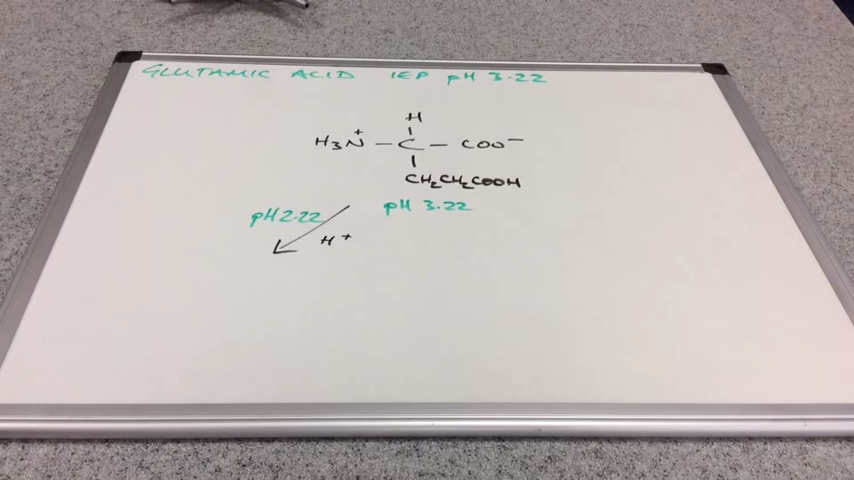 GLUTAMIC ACID IEP pH 3.22
H
H₃N⁺ — C — COO⁻
CH₂CH₂COOH
pH 2.22 pH 3.22
H⁺